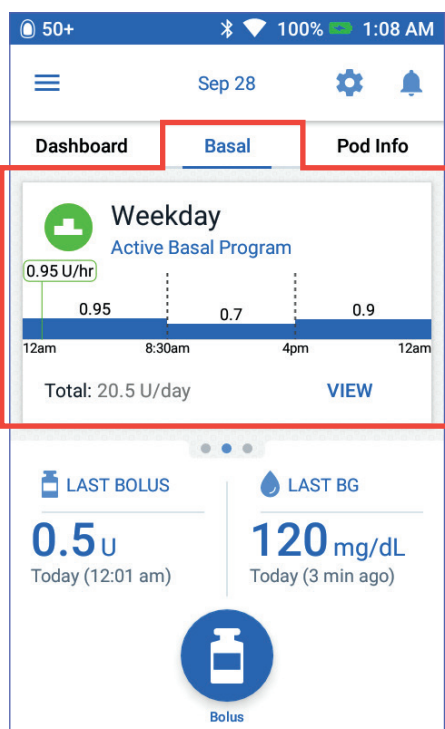 50+ 100% 1:08 AM
Sep 28
Dashboard Basal Pod Info
Weekday
Active Basal Program
0.95 U/hr
0.95 0.7 0.9
12am 8:30am 4pm 12am
Total: 20.5 U/day VIEW
LAST BOLUS LAST BG
0.5 U 120 mg/dL
Today (12:01 am) Today (3 min ago)
Bolus